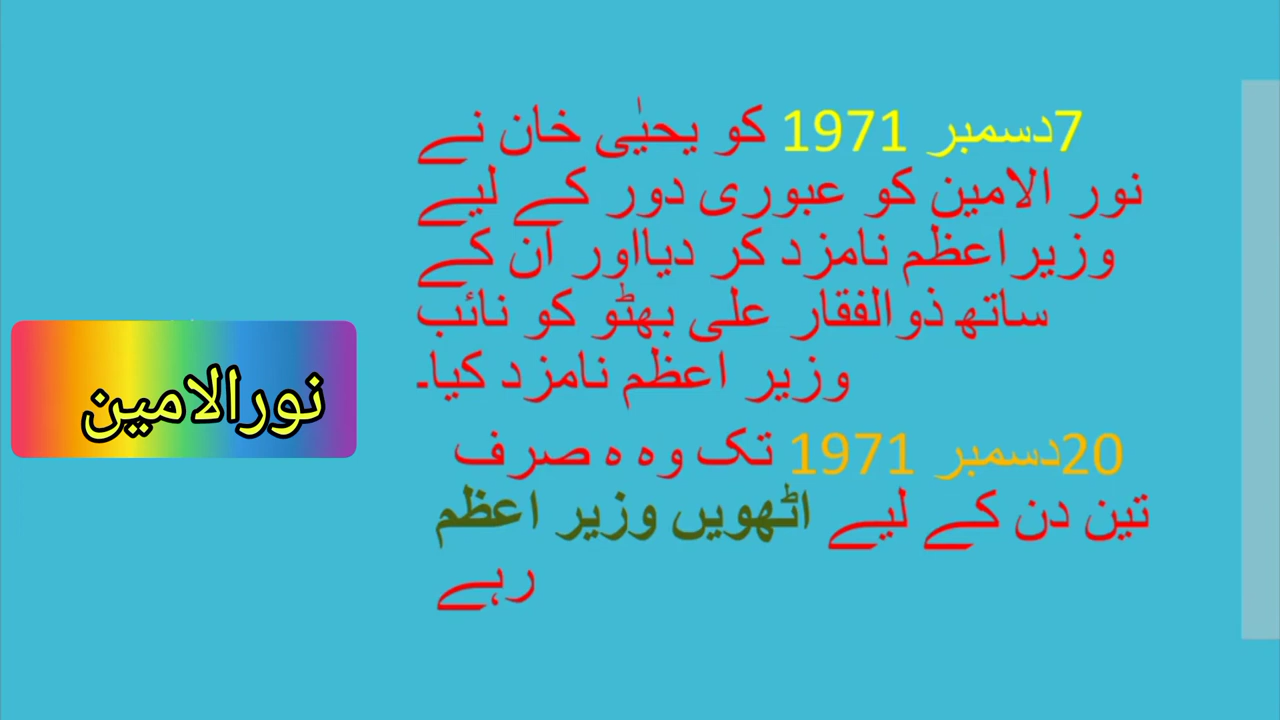 7دسمبر 1971 کو یحیٰی خان نے
نور الامین کو عبوری دور کے لیے
وزیراعظم نامزد کر دیااور ان کے
ساتھ ذوالفقار علی بھٹو کو نائب
وزیر اعظم نامزد کیا۔
20دسمبر 1971 تک وہ ہ صرف
تین دن کے لیے اٹھویں وزیر اعظم
رہے
نورالامین